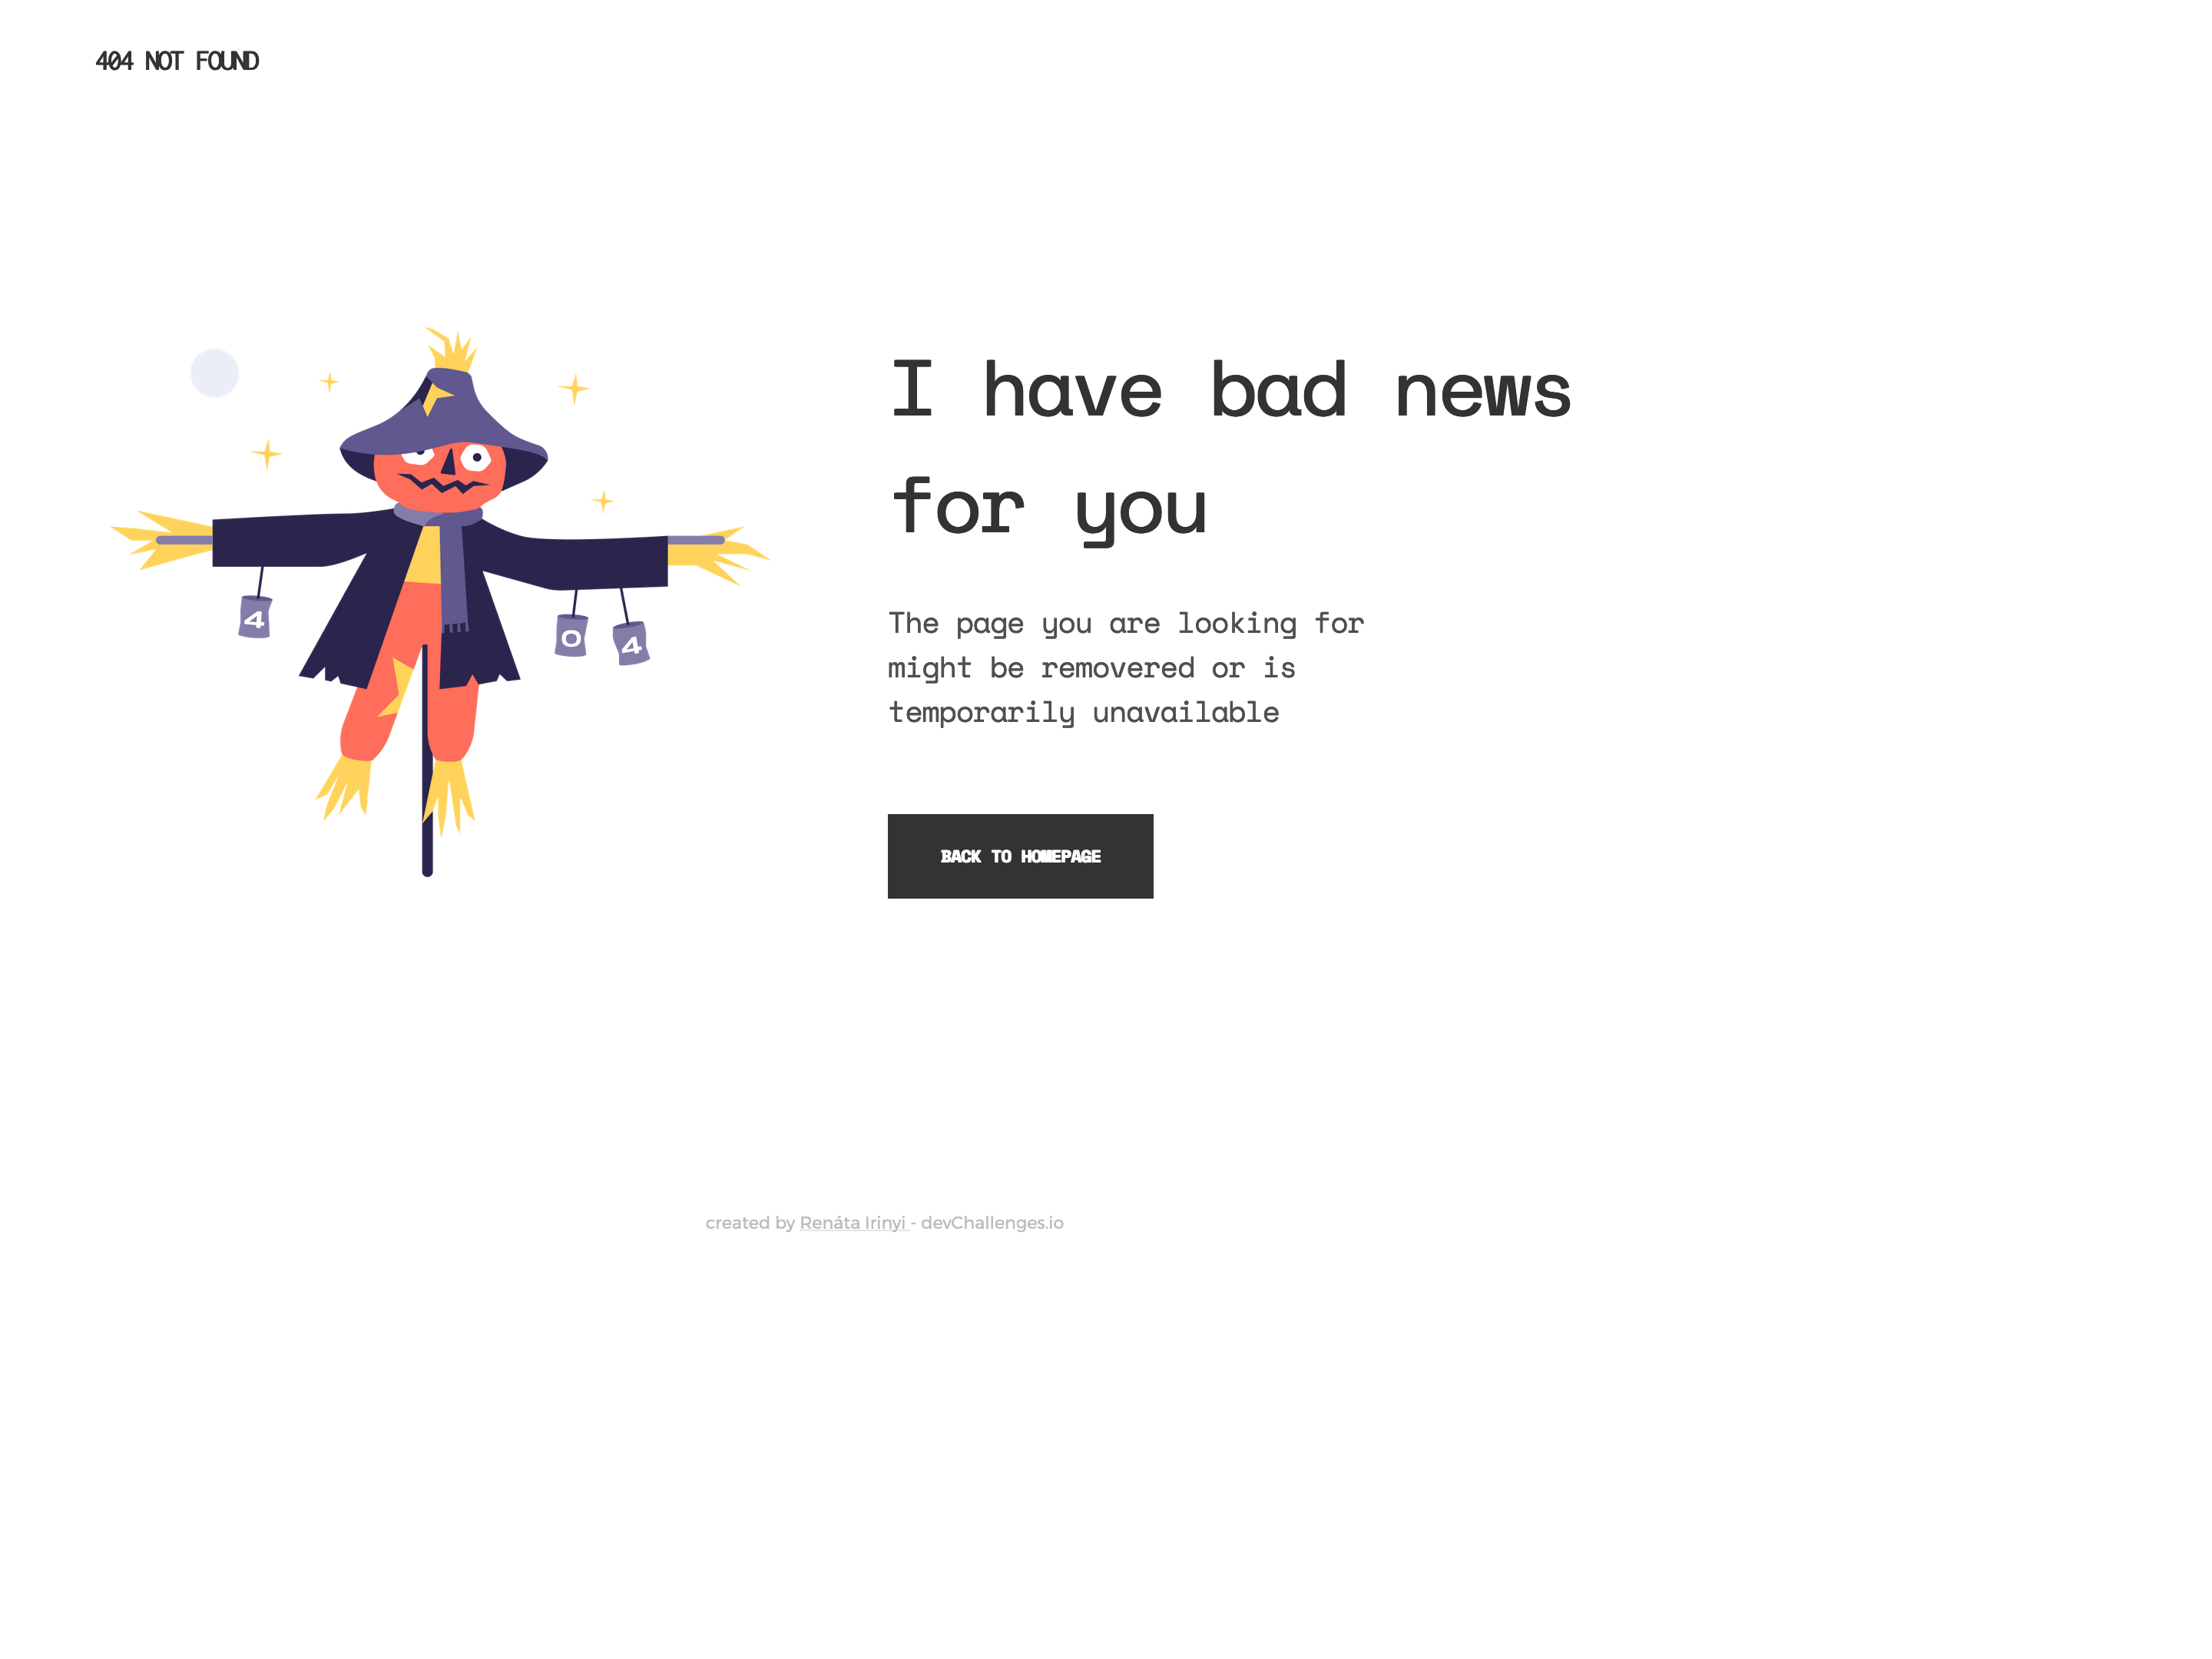 404 NOT FOUND
I have bad news
for you
4
0
4
The page you are looking for
might be removered or is
temporarily unavailable
BACK TO HOMEPAGE
created by Renáta Irinyi - devChallenges.io